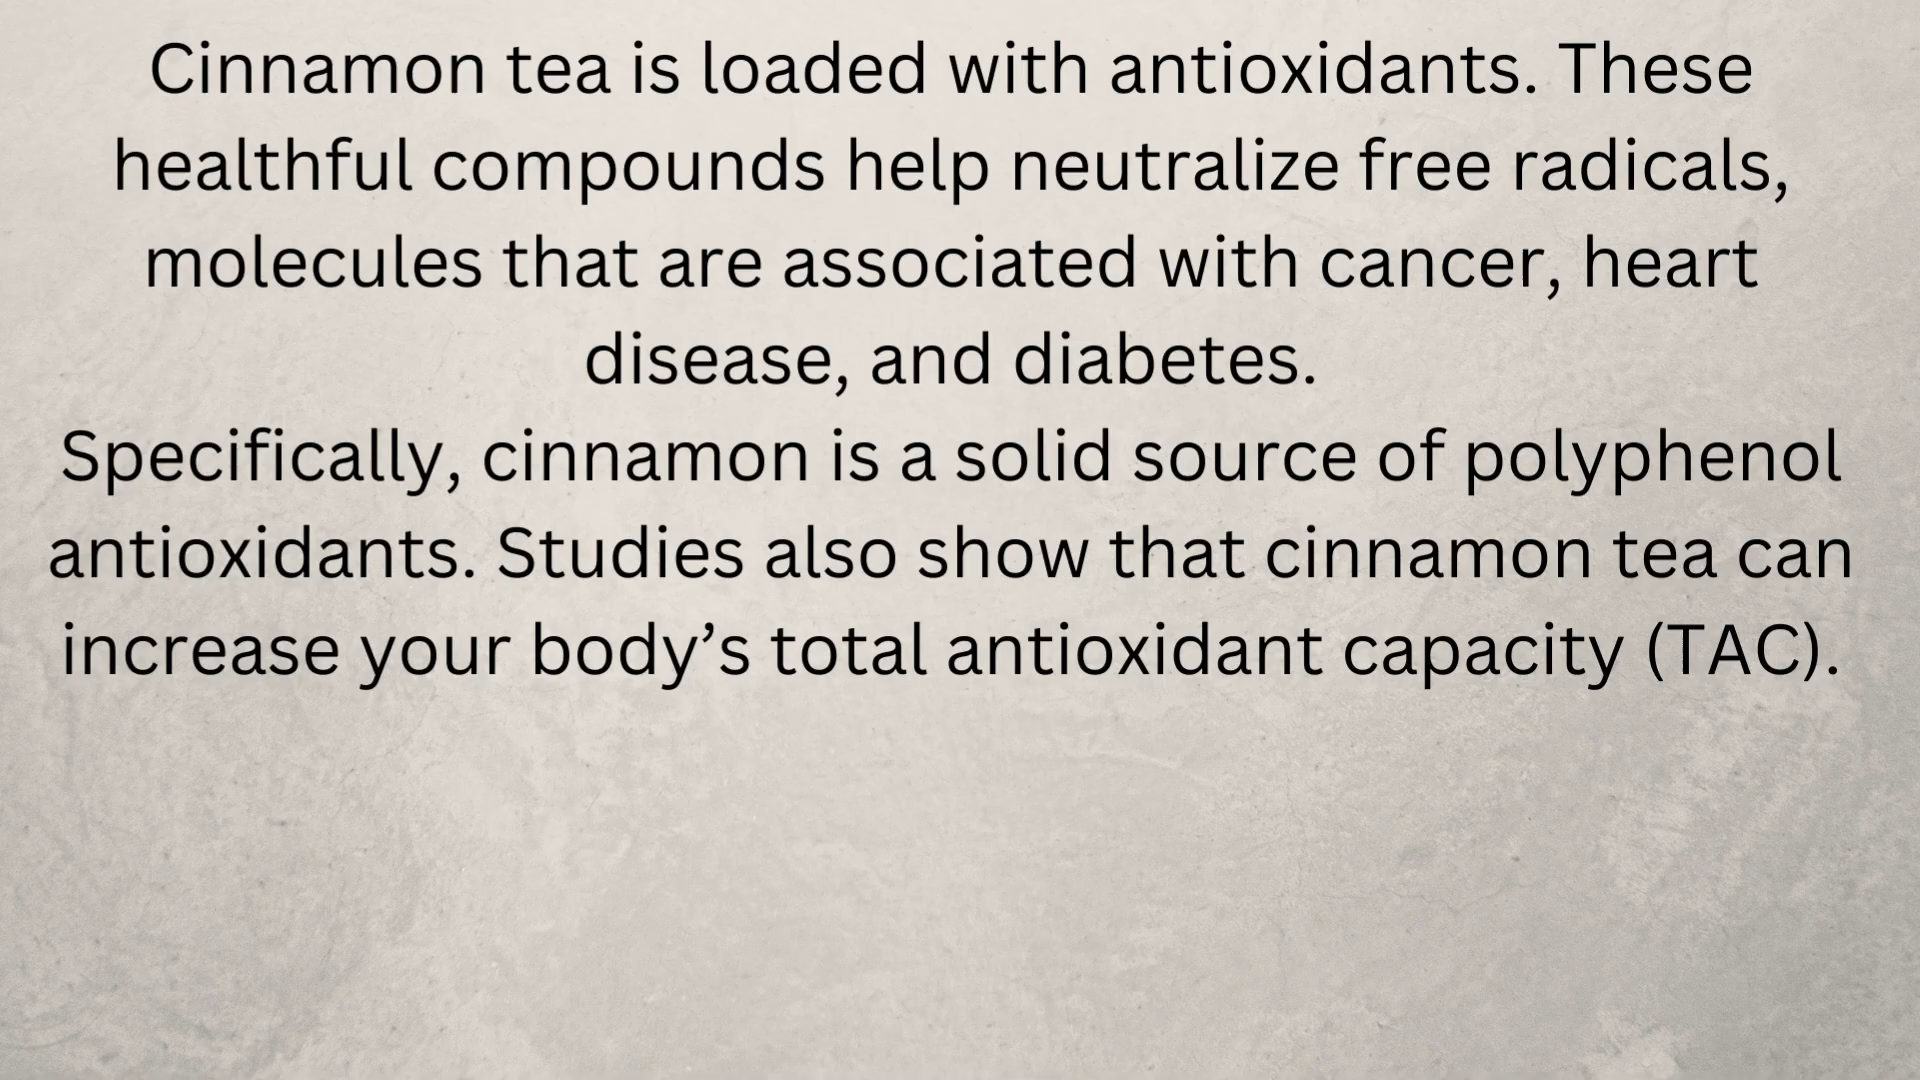 Cinnamon tea is loaded with antioxidants. These
healthful compounds help neutralize free radicals,
molecules that are associated with cancer, heart
disease, and diabetes.
Specifically, cinnamon is a solid source of polyphenol
antioxidants. Studies also show that cinnamon tea can
increase your body’s total antioxidant capacity (TAC).